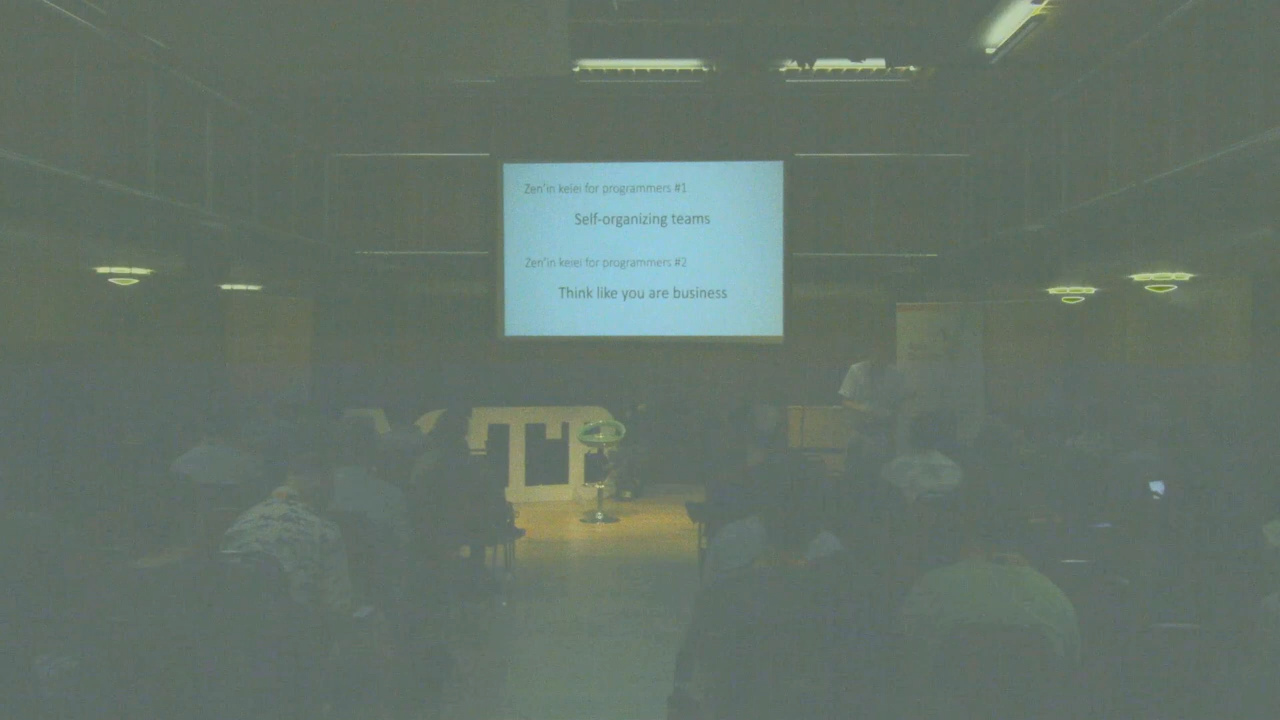 Zen'in keiei for programmers #1
Self-organizing teams
Zen'in keiei for programmers #2
Think like you are business